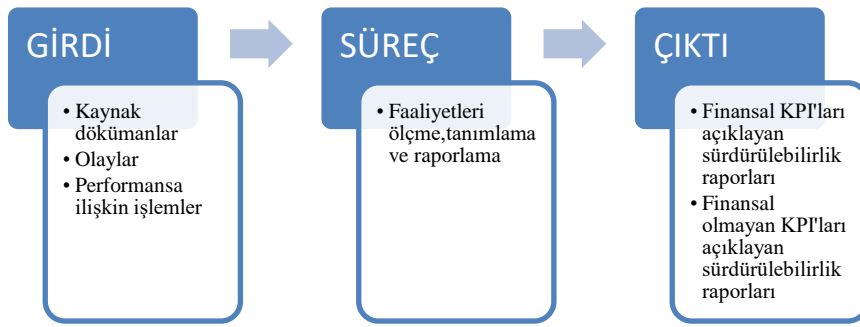 GİRDİ
• Kaynak
dökümanlar
• Olaylar
• Performansa
ilişkin işlemler
SÜREÇ
• Faaliyetleri
ölçme,tanımlama
ve raporlama
ÇIKTI
• Finansal KPI'ları
açıklayan
sürdürülebilirlik
raporları
• Finansal
olmayan KPI'ları
açıklayan
sürdürülebilirlik
raporları